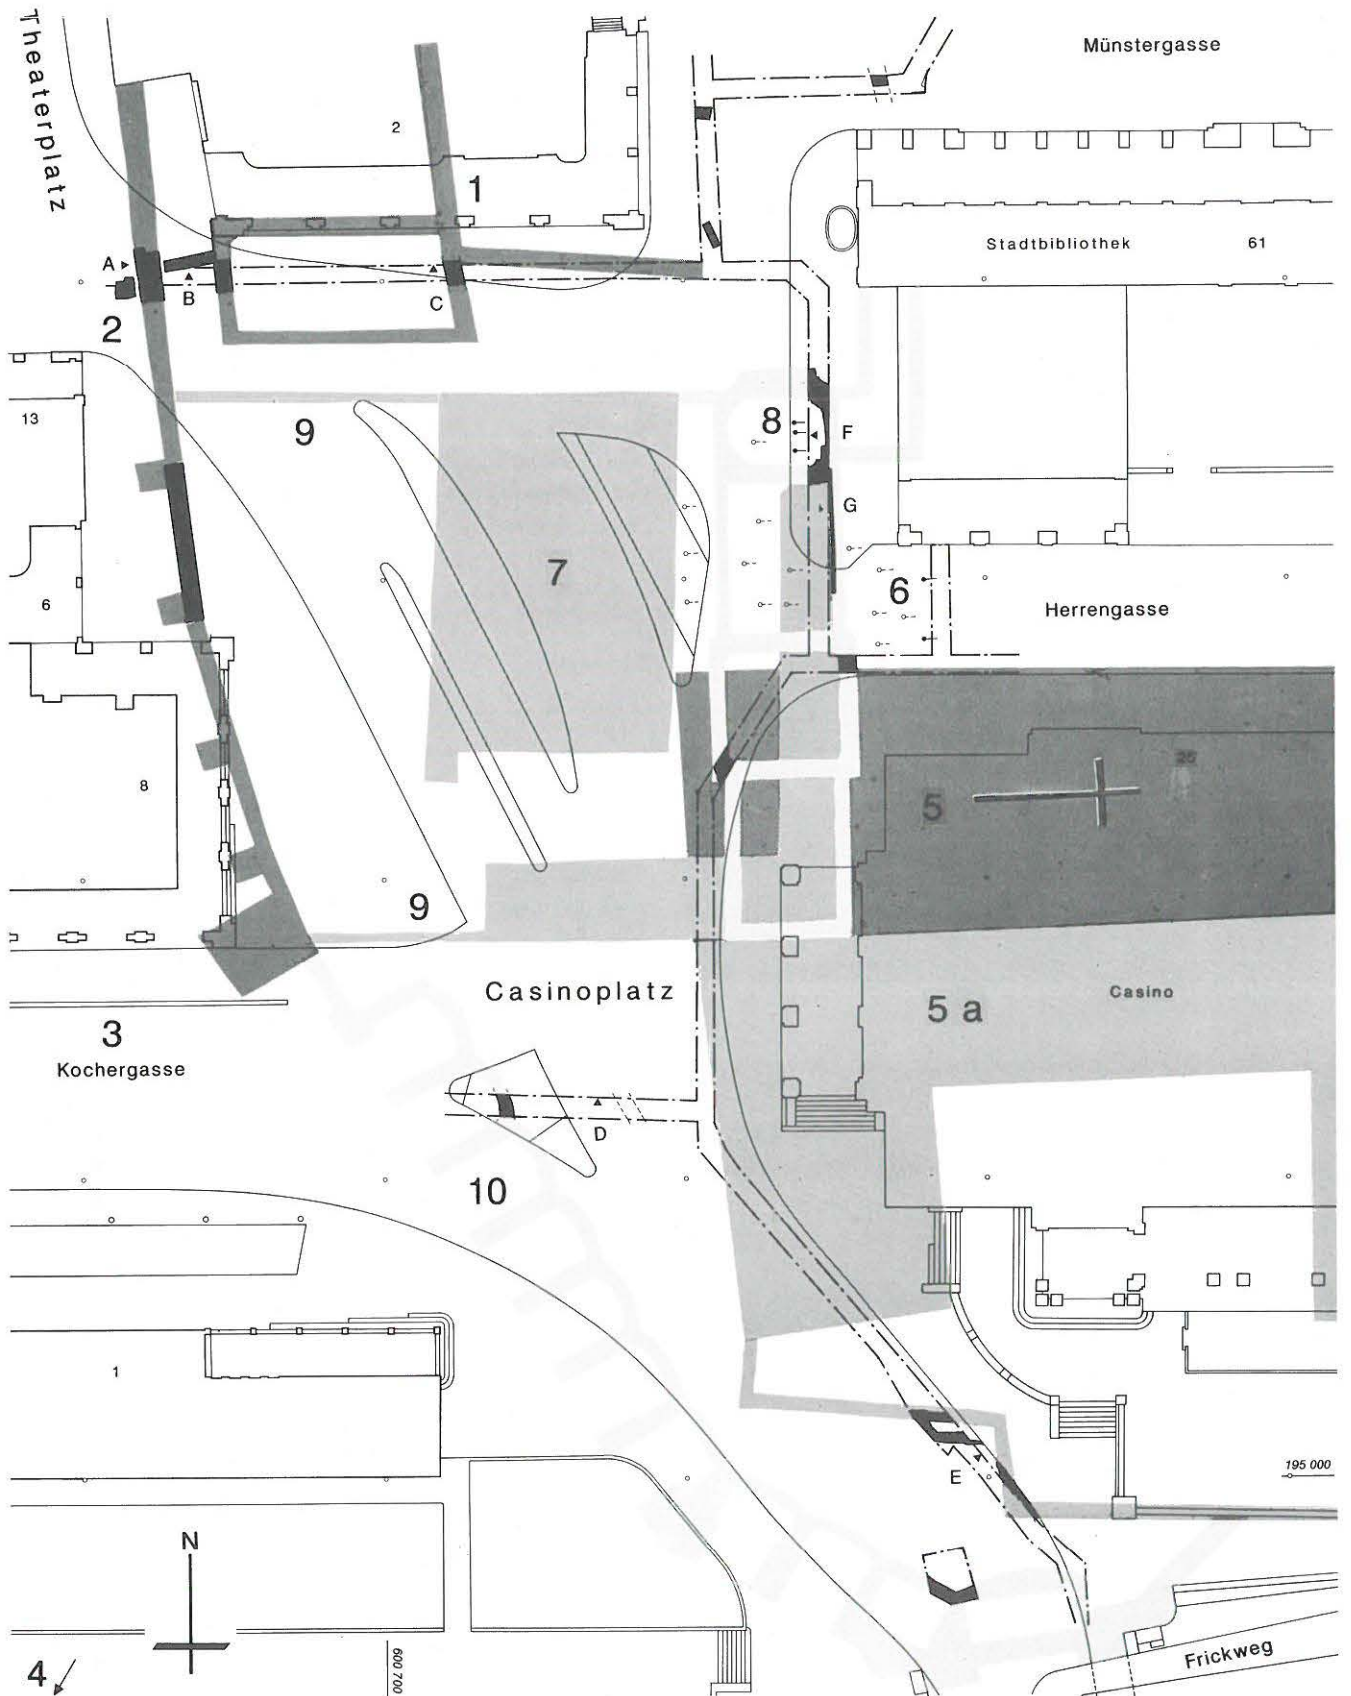 Theaterplatz
Münstergasse
2
1
Stadtbibliothek 61
A
B
C
2
13
9
8
F
G
7
6
6
Herrengasse
25
8
5
9
Casinoplatz
5 a
Casino
3
Kochergasse
D
10
1
E
195 000
N
4
600 700
Frickweg